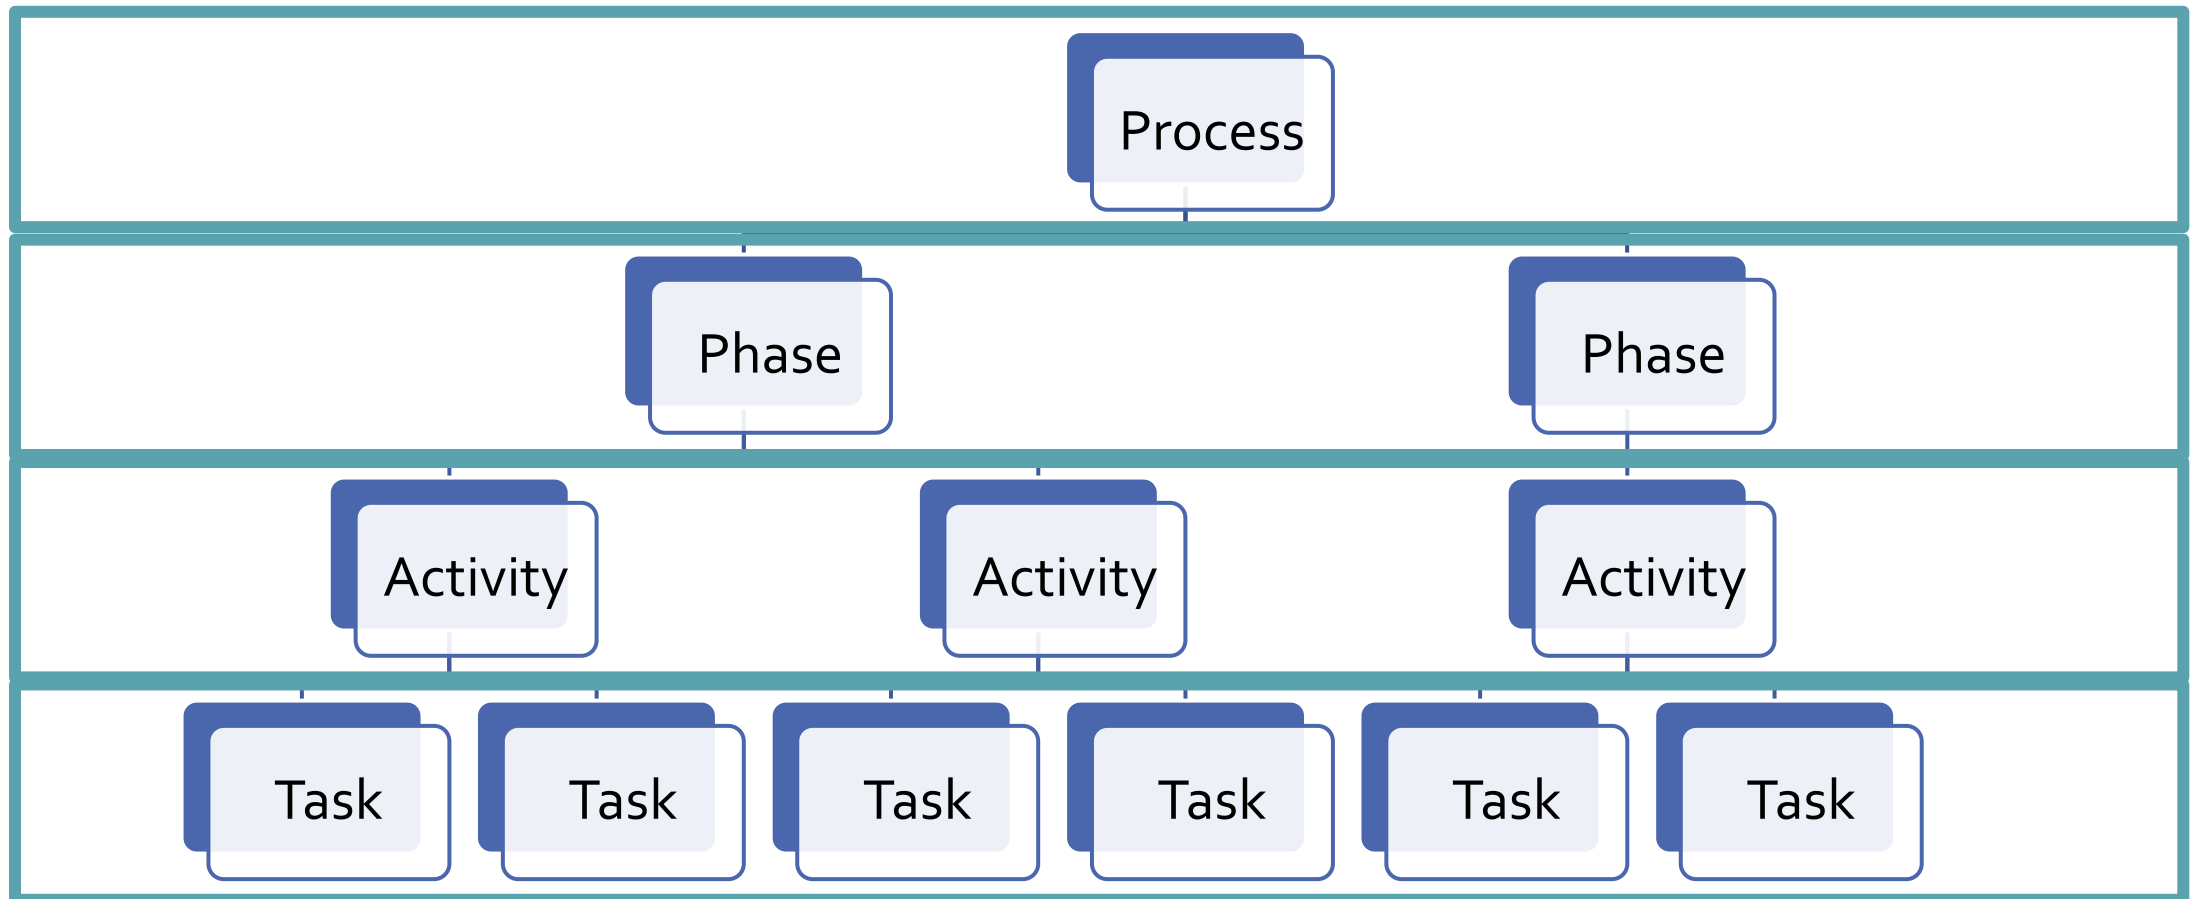 Process
Phase
Phase
Activity
Activity
Activity
Task
Task
Task
Task
Task
Task